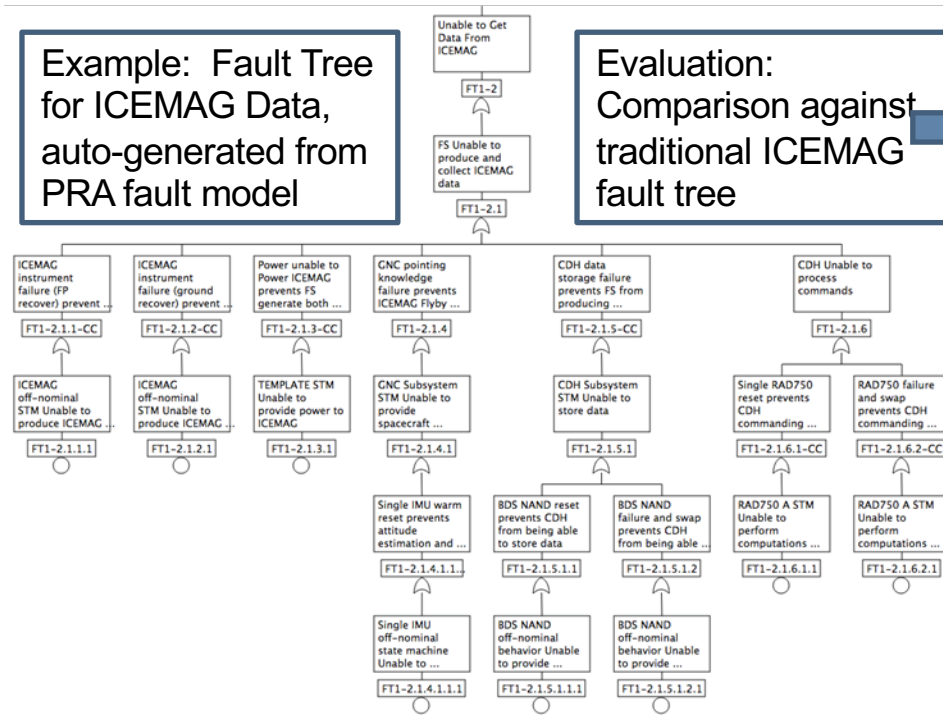 Unable to Get
Data From
ICEMAG
Example: Fault Tree
for ICEMAG Data,
auto-generated from
PRA fault model
Evaluation:
Comparison against
traditional ICEMAG
fault tree
FT1-2
FS Unable to
produce and
collect ICEMAG
data
FT1-2.1
ICEMAG
instrument
failure (FP
recover) prevent ...
FT1-2.1.1-CC
ICEMAG
instrument
failure (ground
recover) prevent ...
FT1-2.1.2-CC
Power unable to
Power ICEMAG
prevents FS
generate both ...
FT1-2.1.3-CC
GNC pointing
knowledge
failure prevents
ICEMAG Flyby ...
FT1-2.1.4
CDH data
storage failure
prevents FS from
producing ...
FT1-2.1.5-CC
CDH Unable to
process
commands
FT1-2.1.6
ICEMAG
off-nominal
STM Unable to
produce ICEMAG ...
FT1-2.1.1.1
ICEMAG
off-nominal
STM Unable to
produce ICEMAG ...
FT1-2.1.2.1
TEMPLATE STM
Unable to
provide power to
ICEMAG
FT1-2.1.3.1
GNC Subsystem
STM Unable to
provide
spacecraft ...
FT1-2.1.4.1
CDH Subsystem
STM Unable to
store data
FT1-2.1.5.1
Single RAD750
reset prevents
CDH
commanding ...
FT1-2.1.6.1-CC
RAD750 failure
and swap
prevents CDH
commanding ...
FT1-2.1.6.2-CC
Single IMU warm
reset prevents
attitude
estimation and ...
FT1-2.1.4.1.1...
BDS NAND reset
prevents CDH
from being able
to store data
FT1-2.1.5.1.1
BDS NAND
failure and swap
prevents CDH
from being able ...
FT1-2.1.5.1.2
RAD750 A STM
Unable to
perform
computations ...
FT1-2.1.6.1.1
RAD750 A STM
Unable to
perform
computations ...
FT1-2.1.6.2.1
Single IMU
off-nominal
state machine
Unable to ...
FT1-2.1.4.1.1.1
BDS NAND
off-nominal
behavior Unable
to provide ...
FT1-2.1.5.1.1.1
BDS NAND
off-nominal
behavior Unable
to provide ...
FT1-2.1.5.1.2.1